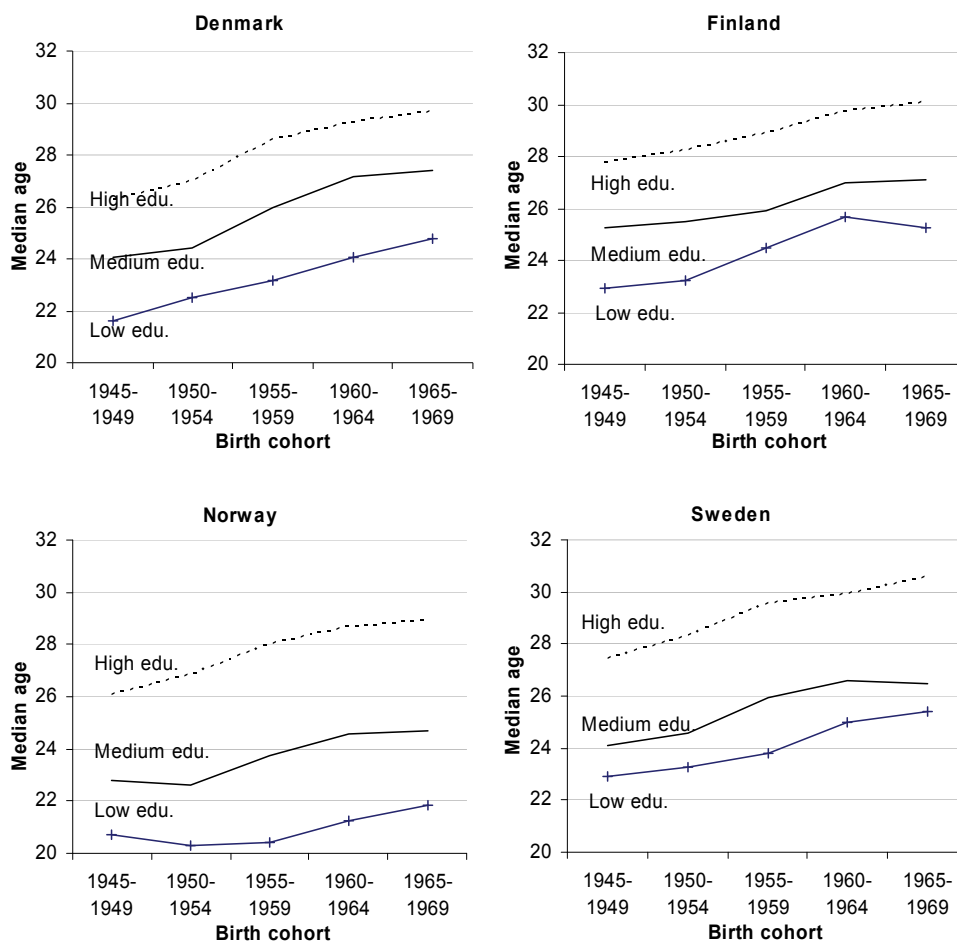 Denmark
Median age
32
30
28
26
24
22
20
High edu.
Medium edu.
Low edu.
1945- 1950- 1955- 1960- 1965-
1949 1954 1959 1964 1969
Birth cohort
Finland
Median age
32
30
28
26
24
22
20
High edu.
Medium edu.
Low edu.
1945- 1950- 1955- 1960- 1965-
1949 1954 1959 1964 1969
Birth cohort
Norway
Median age
32
30
28
26
24
22
20
High edu.
Medium edu.
Low edu.
1945- 1950- 1955- 1960- 1965-
1949 1954 1959 1964 1969
Birth cohort
Sweden
Median age
32
30
28
26
24
22
20
High edu.
Medium edu.
Low edu.
1945- 1950- 1955- 1960- 1965-
1949 1954 1959 1964 1969
Birth cohort